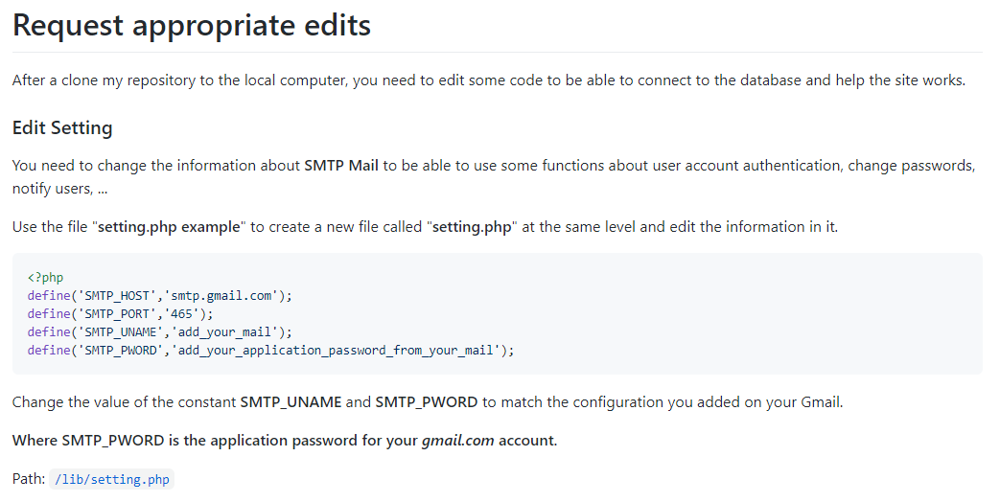 Request appropriate edits
After a clone my repository to the local computer, you need to edit some code to be able to connect to the database and help the site works.
Edit Setting
You need to change the information about SMTP Mail to be able to use some functions about user account authentication, change passwords,
notify users, ...
Use the file "setting.php example" to create a new file called "setting.php" at the same level and edit the information in it.
<?php
define('SMTP_HOST','smtp.gmail.com');
define('SMTP_PORT','465');
define('SMTP_UNAME','add_your_mail');
define('SMTP_PWORD','add_your_application_password_from_your_mail');
Change the value of the constant SMTP_UNAME and SMTP_PWORD to match the configuration you added on your Gmail.
Where SMTP_PWORD is the application password for your gmail.com account.
Path: /lib/setting.php